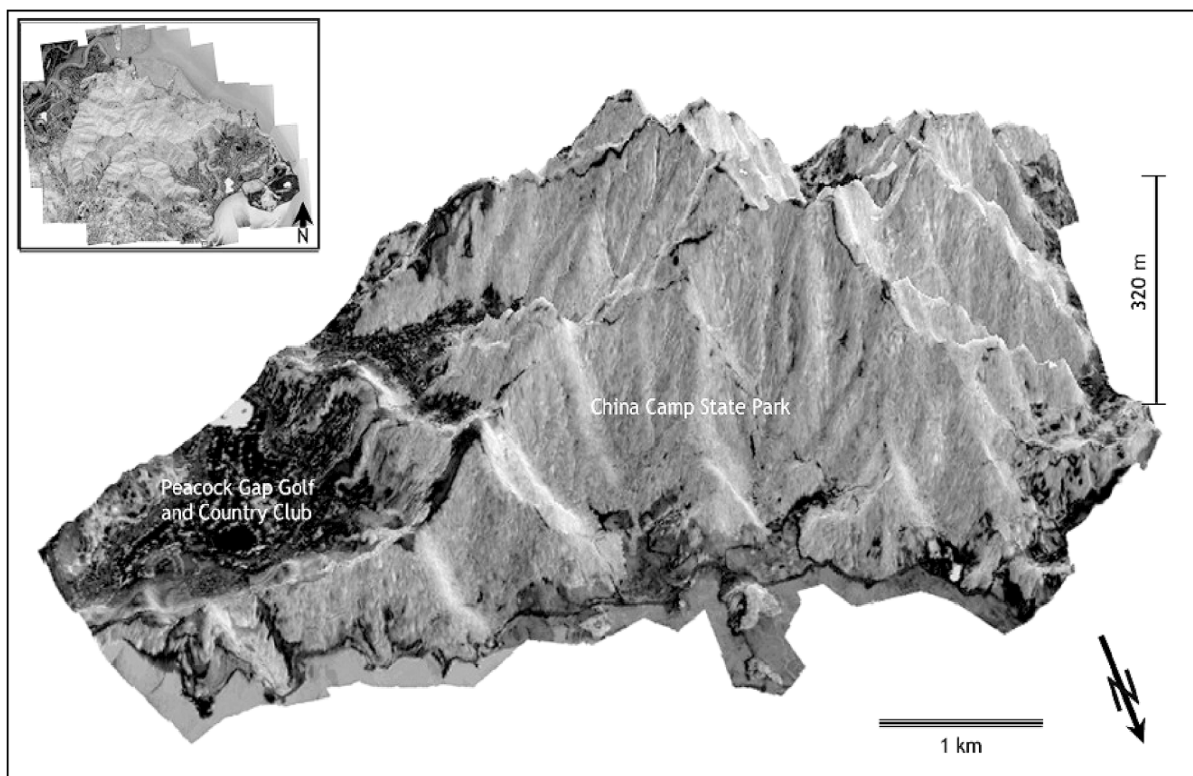 N
320 m
China Camp State Park
Peacock Gap Golf
and Country Club
N
1 km